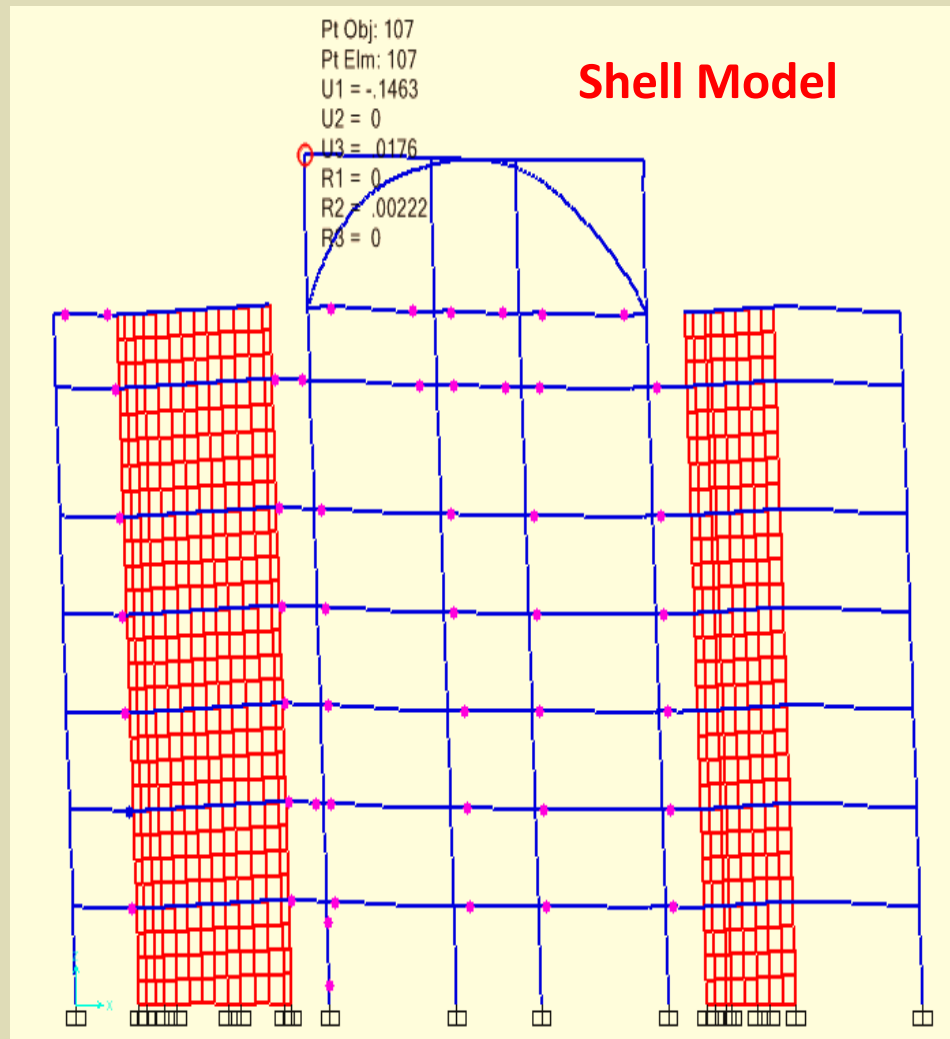 Pt Obj: 107
Pt Elm: 107
U1 = -.1463
U2 = 0
U3 = .0176
R1 = 0
R2 = .00222
R3 = 0
Shell Model
X